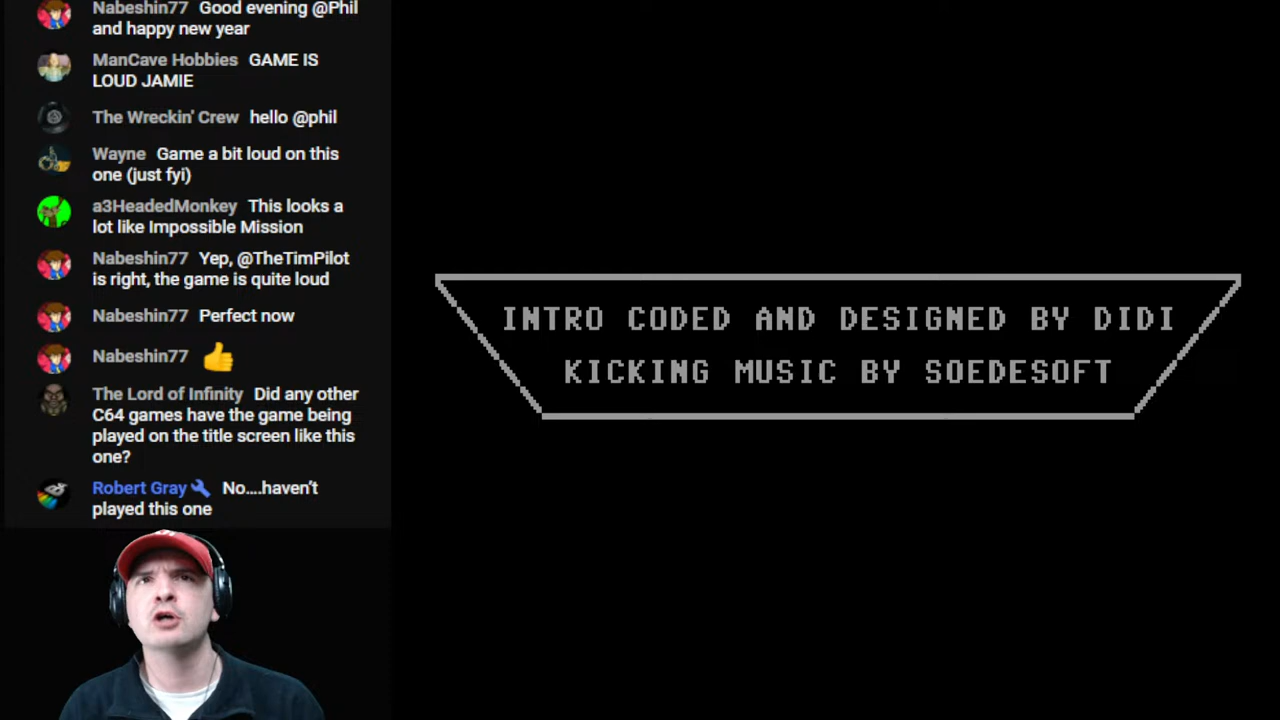 Nabeshin77 Good evening @Phil
and happy new year
ManCave Hobbies GAME IS
LOUD JAMIE
The Wreckin' Crew hello @phil
Wayne Game a bit loud on this
one (just fyi)
a3HeadedMonkey This looks a
lot like Impossible Mission
Nabeshin77 Yep, @TheTimPilot
is right, the game is quite loud
Nabeshin77 Perfect now
Nabeshin77 👍
The Lord of Infinity Did any other
C64 games have the game being
played on the title screen like this
one?
Robert Gray No....haven't
played this one
INTRO CODED AND DESIGNED BY DIDI
KICKING MUSIC BY SOEDESOFT